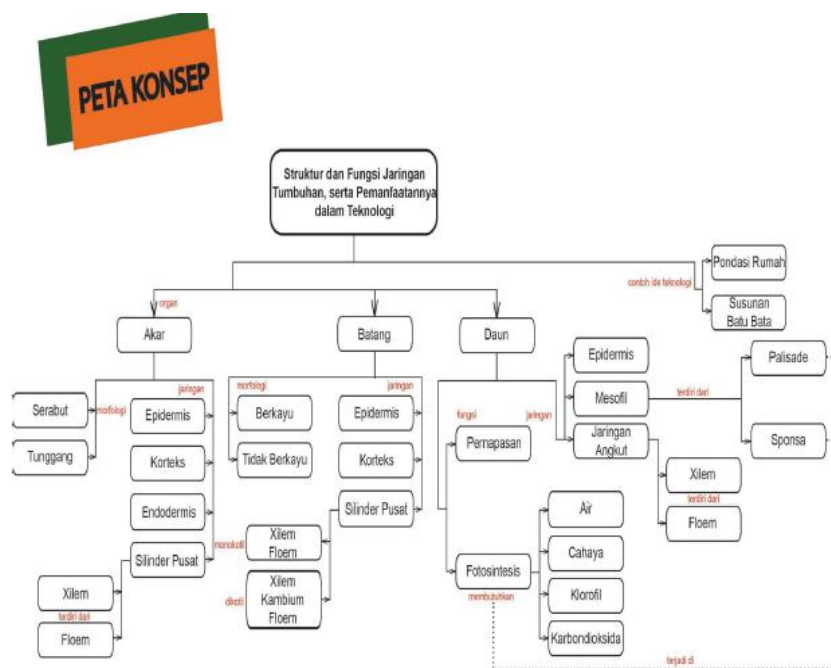 PETA KONSEP
Struktur dan Fungsi Jaringan
Tumbuhan, serta Pemanfaatannya
dalam Teknologi
contoh ide teknologi
Pondasi Rumah
Susunan
Batu Bata
organ
Akar
Batang
Daun
morfologi
Serabut
Tunggang
jaringan
Epidermis
Korteks
Endodermis
Silinder Pusat
Xilem
terdiri dari
Floem
morfologi
Berkayu
Tidak Berkayu
jaringan
Epidermis
Korteks
Silinder Pusat
monokotil
Xilem
Floem
dikotil
Xilem
Kambium
Floem
fungsi
Pernapasan
Fotosintesis
membutuhkan
Air
Cahaya
Klorofil
Karbondioksida
jaringan
Epidermis
Mesofil
Jaringan
Angkut
terdiri dari
Palisade
Sponsa
Xilem
terdiri dari
Floem
terjadi di